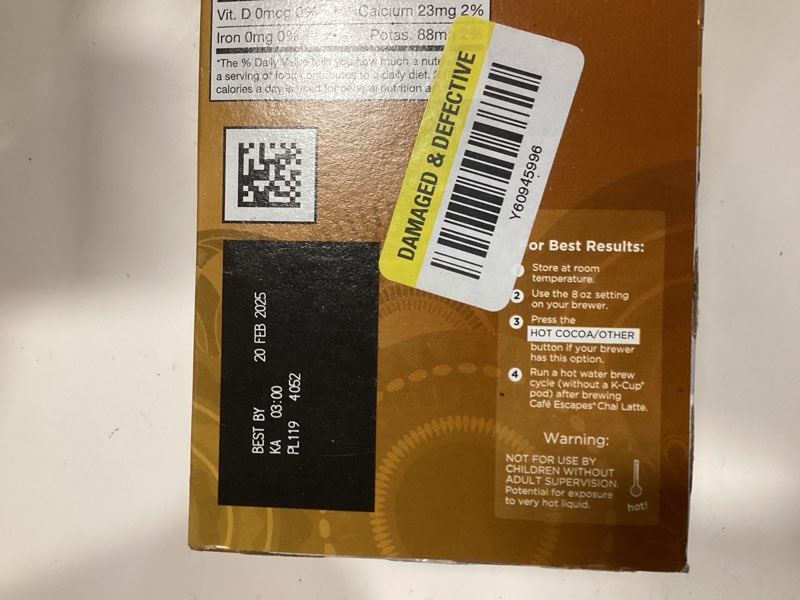 Vit. D 0mcg 0% Calcium 23mg 2%
Iron 0mg 0% Potas. 88mg 2%
*The % Daily Value tells you how much a
a serving of food contributes to a daily diet.
calories a day is used for general nutrition
DAMAGED & DEFECTIVE
Y60945996
BEST BY 20 FEB 2025
KA 03:00
PL119 4052
or Best Results:
Store at room
temperature.
2 Use the 8 oz setting
on your brewer.
3 Press the
HOT COCOA/OTHER
button if your brewer
has this option.
4 Run a hot water brew
cycle (without a K-Cup®
pod) after brewing
Café Escapes® Chai Latte.
Warning:
NOT FOR USE BY
CHILDREN WITHOUT
ADULT SUPERVISION.
Potential for exposure
to very hot liquid.
hot!